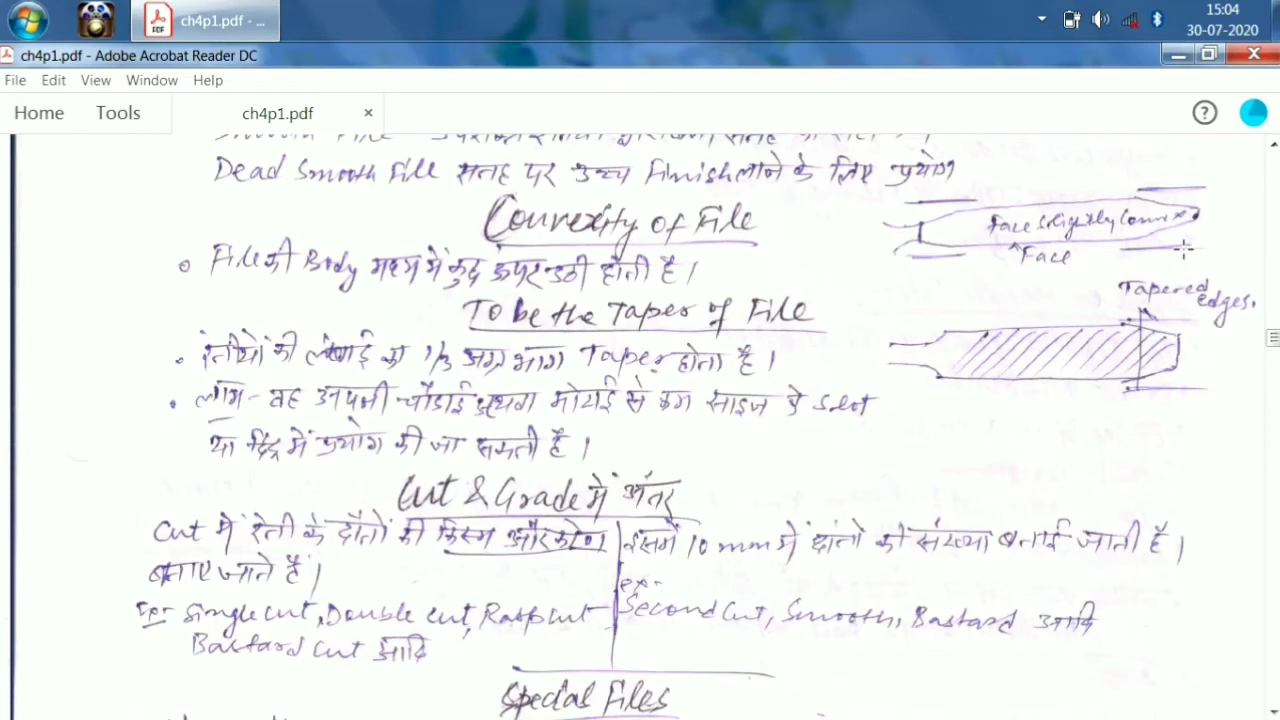 ch4p1.pdf - ...
15:04
30-07-2020
ch4p1.pdf - Adobe Acrobat Reader DC
File Edit View Window Help
Home Tools ch4p1.pdf ×
Dead Smooth File सतह पर उच्च Finish लाने के लिए प्रयोग
Convexity of File
File की Body मध्य में कुछ ऊपर उठी होती है।
Face slightly Convex
Face
To be the Taper of File
Tapered edges.
रेतीयों की लंबाई का 1/3 अग्र भाग Taper होता है।
लाभ - वह अपनी चौडाई अथवा मोटाई से कम साइज के Slot
या छिद्र में प्रयोग की जा सकती है।
Cut & Grade में अंतर
Cut में रेती के दाँतो की किस्म और कोण
बताए जाते है।
Ex- Single cut, Double cut, Rasp cut
Bastard cut आदि
इसमें 10 mm में दांतो की संख्या बताई जाती है।
ex-
Second Cut, Smooth, Bastard आदि
Special Files